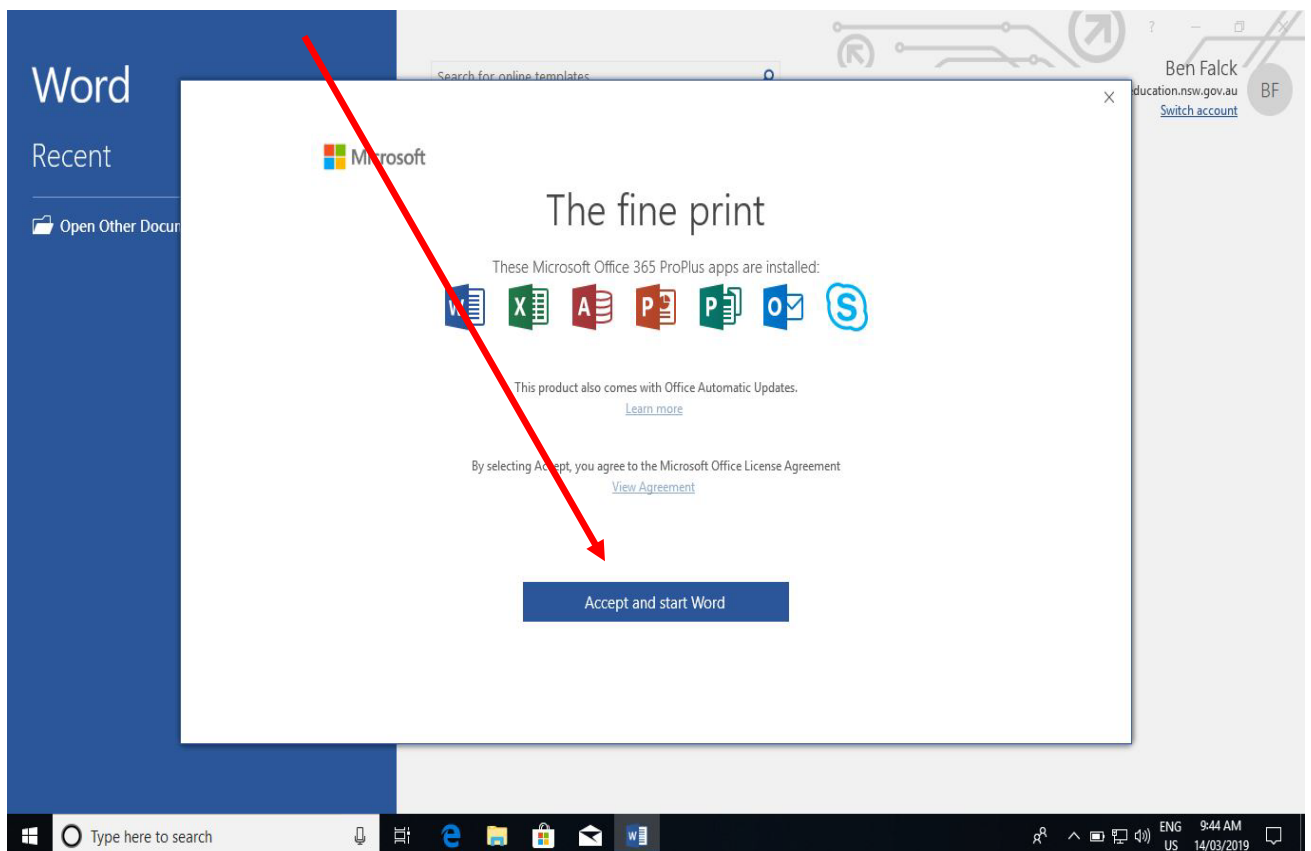 Word
Search for online templates
?
Ben Falck
education.nsw.gov.au
BF
Switch account
Recent
Open Other Docum
Microsoft
The fine print
These Microsoft Office 365 ProPlus apps are installed:
This product also comes with Office Automatic Updates.
Learn more
By selecting Accept, you agree to the Microsoft Office License Agreement
View Agreement
Accept and start Word
Type here to search
ENG
US
9:44 AM
14/03/2019